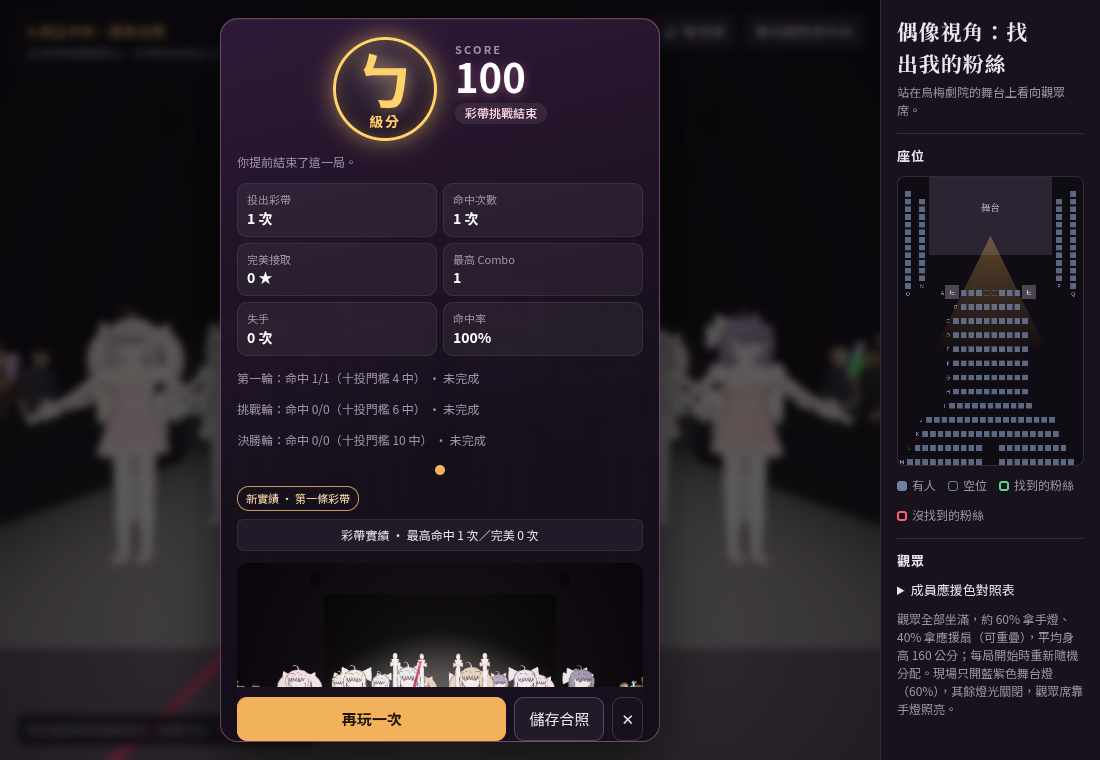 ㄅ
級分
SCORE
100
彩帶挑戰結束
你提前結束了這一局。
投出彩帶
1 次
命中次數
1 次
完美接取
0 ★
最高 Combo
1
失手
0 次
命中率
100%
第一輪：命中 1/1（十投門檻 4 中） · 未完成
挑戰輪：命中 0/0（十投門檻 6 中） · 未完成
決勝輪：命中 0/0（十投門檻 10 中） · 未完成
新實績 · 第一條彩帶
彩帶實績 · 最高命中 1 次／完美 0 次
再玩一次
儲存合照
✕
偶像視角：找
出我的粉絲
站在烏梅劇院的舞台上看向觀眾
席。
座位
舞台
有人
空位
找到的粉絲
沒找到的粉絲
觀眾
▶ 成員應援色對照表
觀眾全部坐滿，約 60% 拿手燈、
40% 拿應援扇（可重疊），平均身
高 160 公分；每局開始時重新隨機
分配。現場只開藍紫色舞台燈
（60%），其餘燈光關閉，觀眾席靠
手燈照亮。